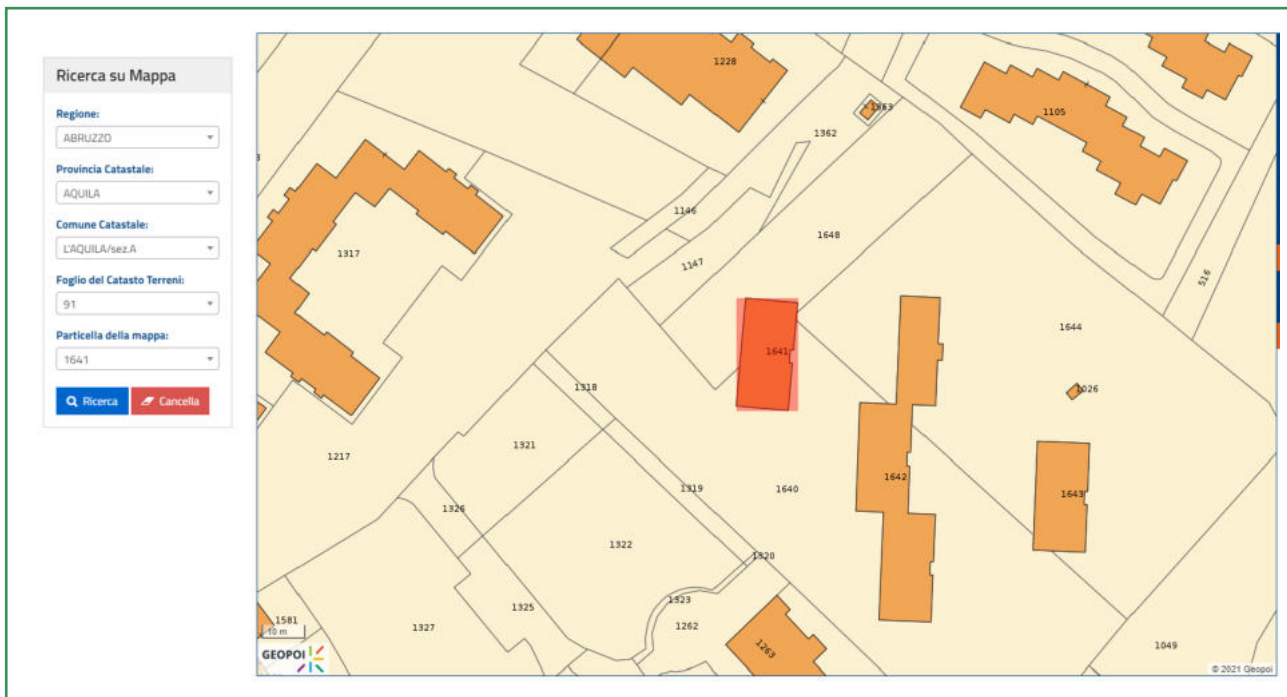 Ricerca su Mappa
Regione:
ABRUZZO
Provincia Catastale:
AQUILA
Comune Catastale:
L'AQUILA/sez.A
Foglio del Catasto Terreni:
91
Particella della mappa:
1641
Ricerca
Cancella
1228
1363
1105
1362
1146
1648
1317
1147
516
1644
1641
1318
1026
1321
1217
1642
1319
1640
1643
1326
1322
1320
1323
1325
1581
1262
1327
10 m
1263
1049
GEOPOI
© 2021 Geopoi